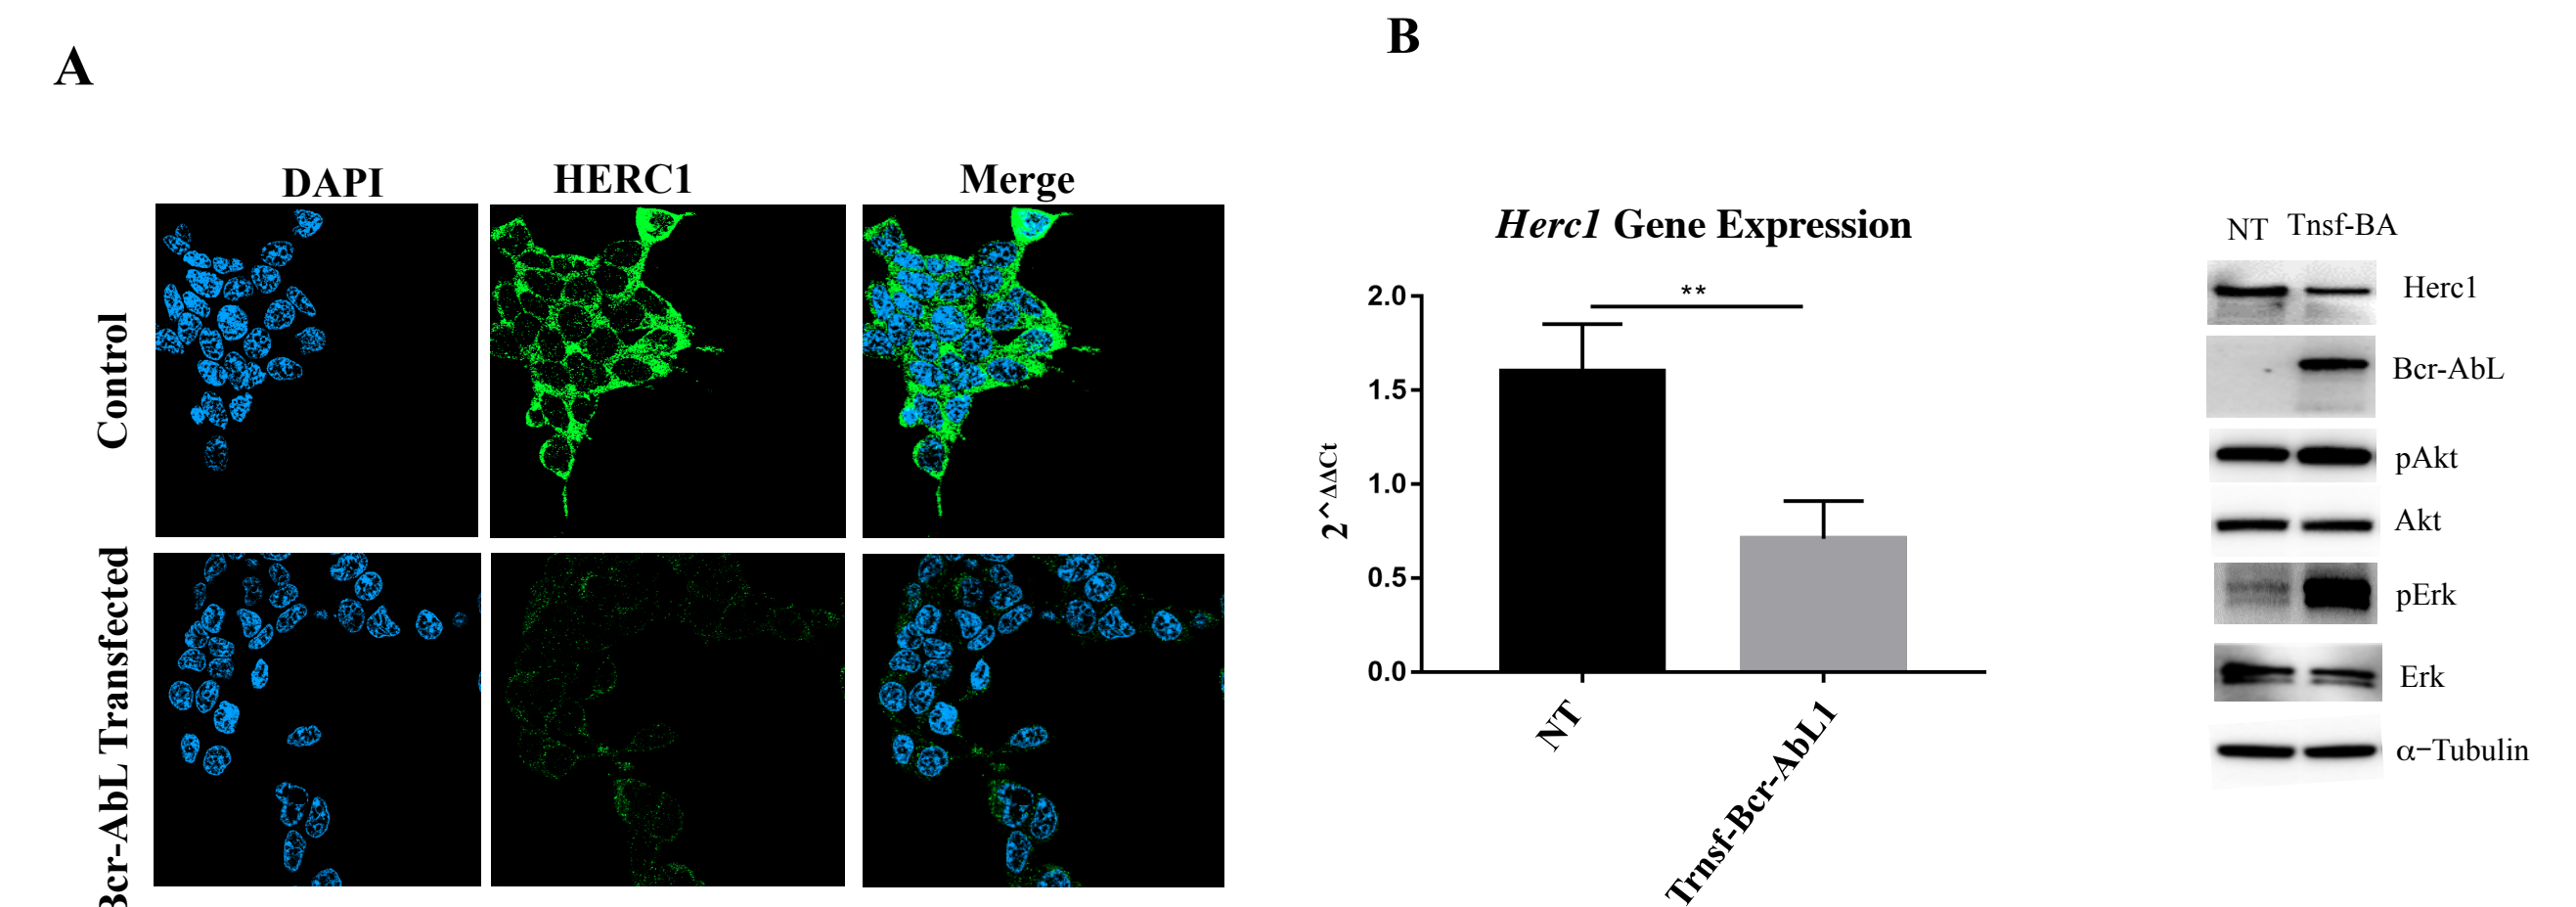 A
B
DAPI
HERC1
Merge
Control
Bcr-AbL Transfected
Herc1 Gene Expression
**
2.0
1.5
1.0
0.5
0.0
2^ΔΔCt
NT
Trnsf-Bcr-AbL1
NT Tnsf-BA
Herc1
Bcr-AbL
pAkt
Akt
pErk
Erk
α−Tubulin